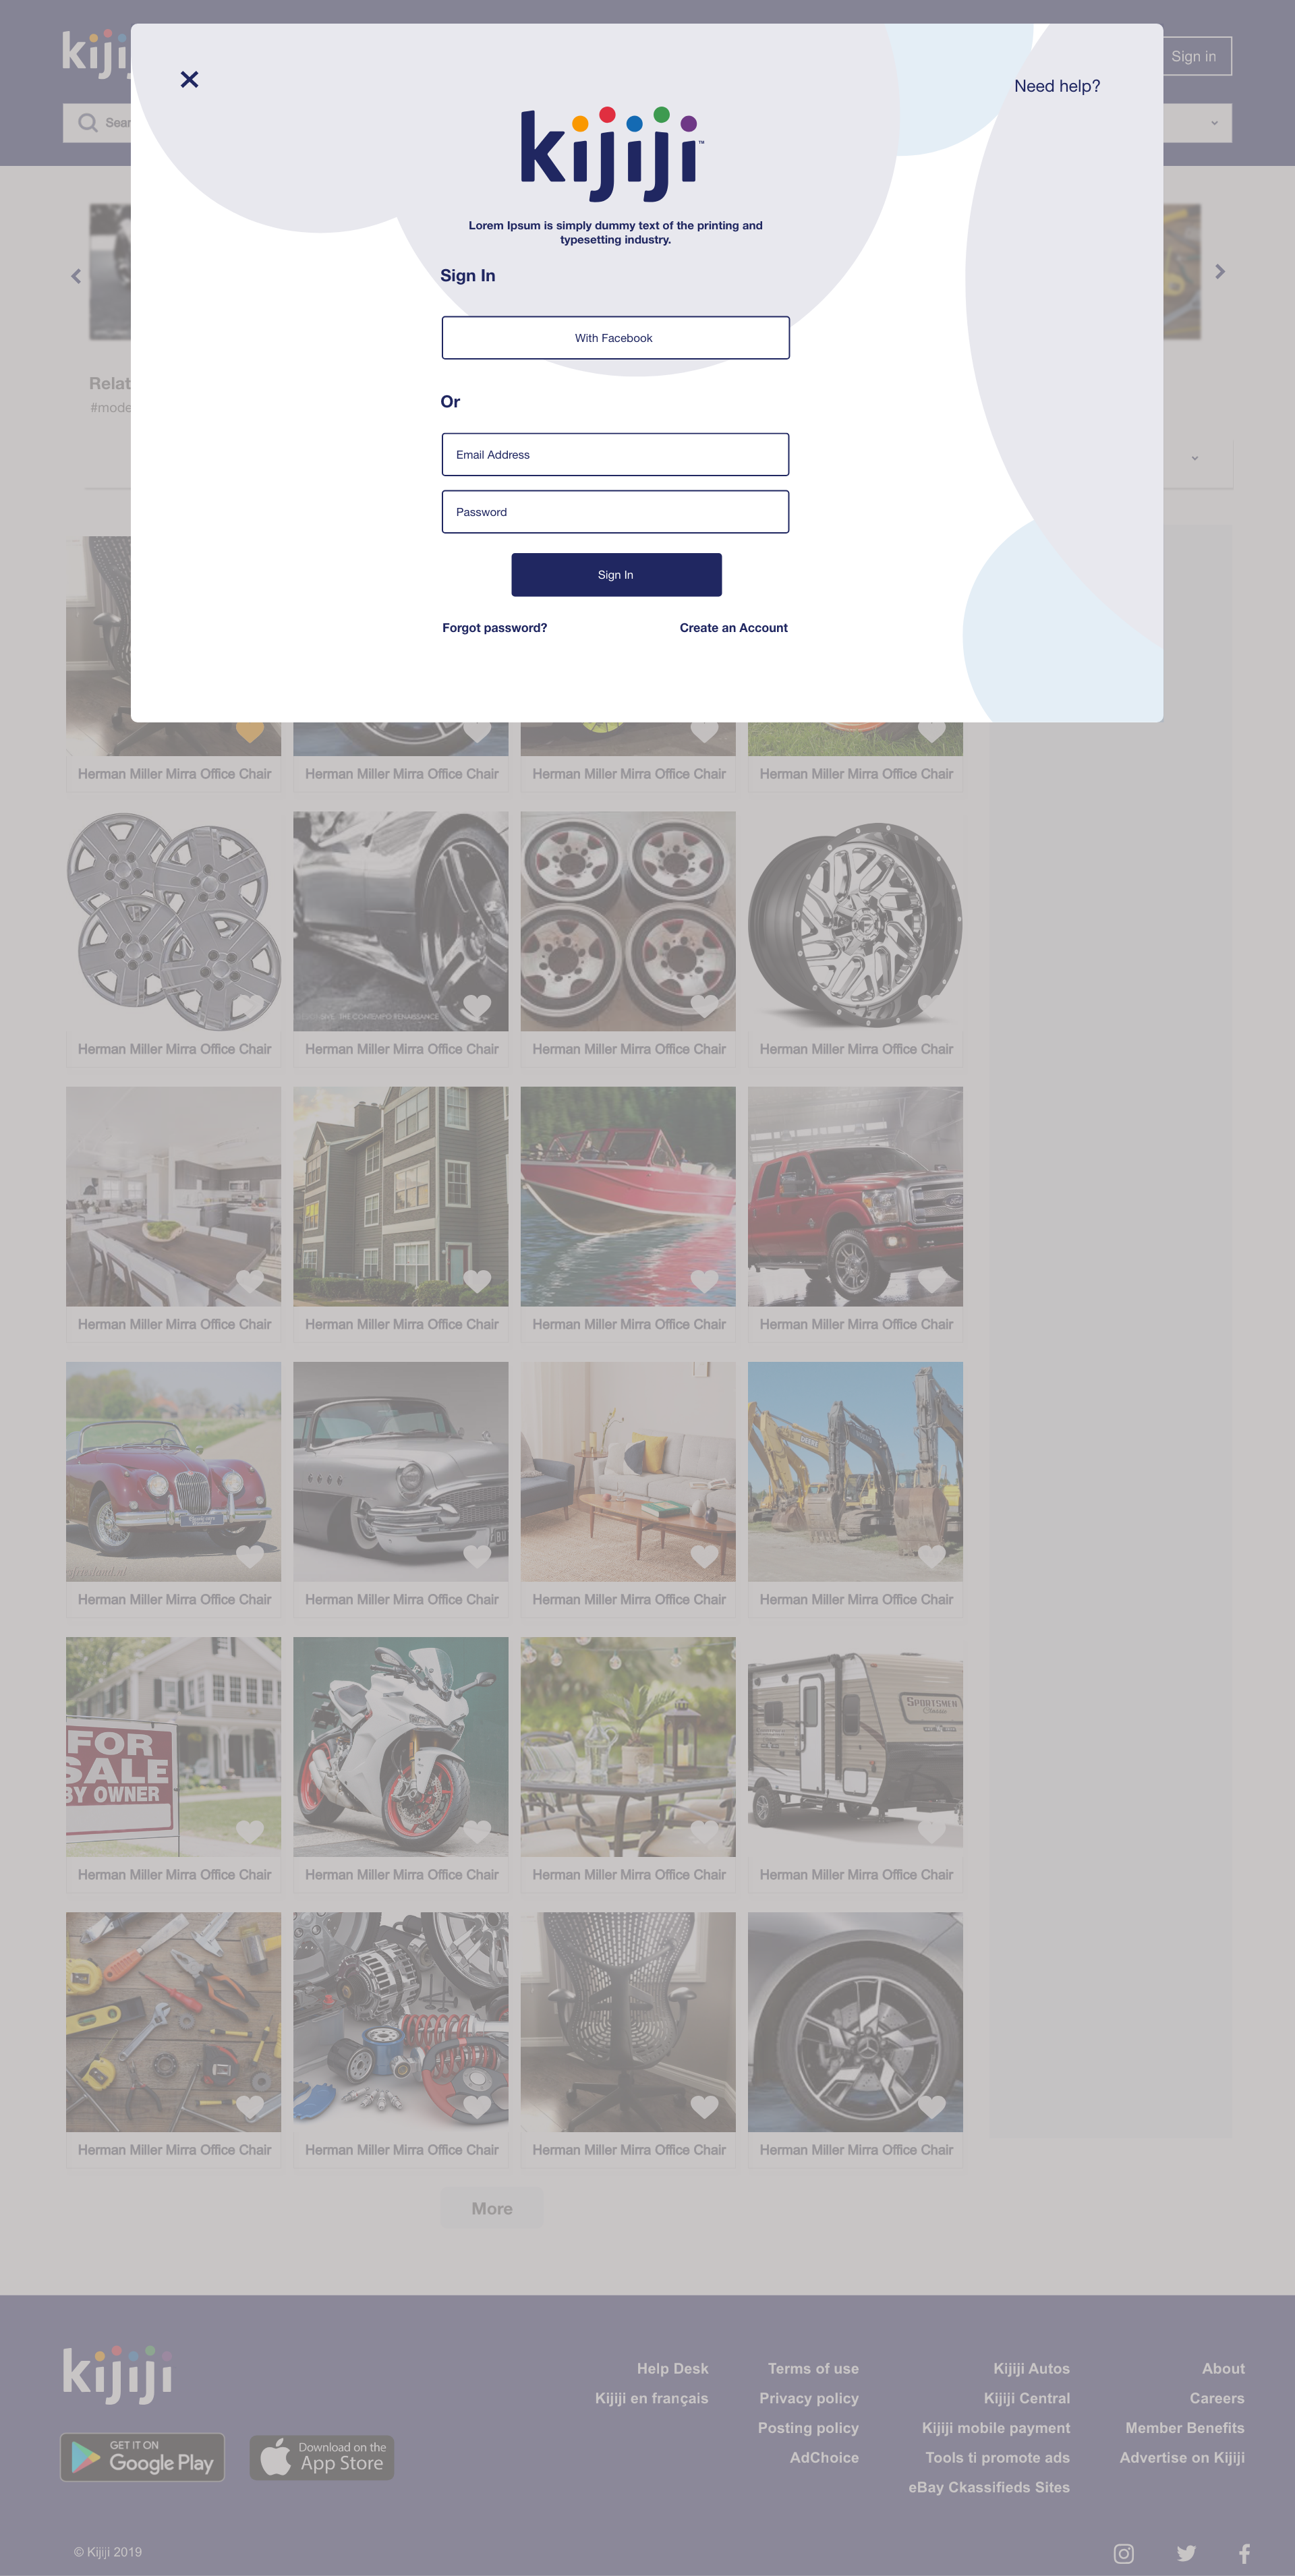 kijiji
Sign in
Need help?
kijiji™
Lorem Ipsum is simply dummy text of the printing and
typesetting industry.
Sign In
With Facebook
Or
Email Address
Password
Sign In
Forgot password?
Create an Account
Herman Miller Mirra Office Chair
Herman Miller Mirra Office Chair
Herman Miller Mirra Office Chair
Herman Miller Mirra Office Chair
THE CONTEMPO RENAISSANCE
Herman Miller Mirra Office Chair
Herman Miller Mirra Office Chair
Herman Miller Mirra Office Chair
Herman Miller Mirra Office Chair
Herman Miller Mirra Office Chair
Herman Miller Mirra Office Chair
Herman Miller Mirra Office Chair
Herman Miller Mirra Office Chair
Herman Miller Mirra Office Chair
Herman Miller Mirra Office Chair
Herman Miller Mirra Office Chair
Herman Miller Mirra Office Chair
FOR
SALE
BY OWNER
SPORTSMEN
Classic
Herman Miller Mirra Office Chair
Herman Miller Mirra Office Chair
Herman Miller Mirra Office Chair
Herman Miller Mirra Office Chair
Herman Miller Mirra Office Chair
Herman Miller Mirra Office Chair
Herman Miller Mirra Office Chair
Herman Miller Mirra Office Chair
More
kijiji
GET IT ON
Google Play
Download on the
App Store
Help Desk
Kijiji en français
Terms of use
Privacy policy
Posting policy
AdChoice
Kijiji Autos
Kijiji Central
Kijiji mobile payment
Tools ti promote ads
eBay Ckassifieds Sites
About
Careers
Member Benefits
Advertise on Kijiji
© Kijiji 2019